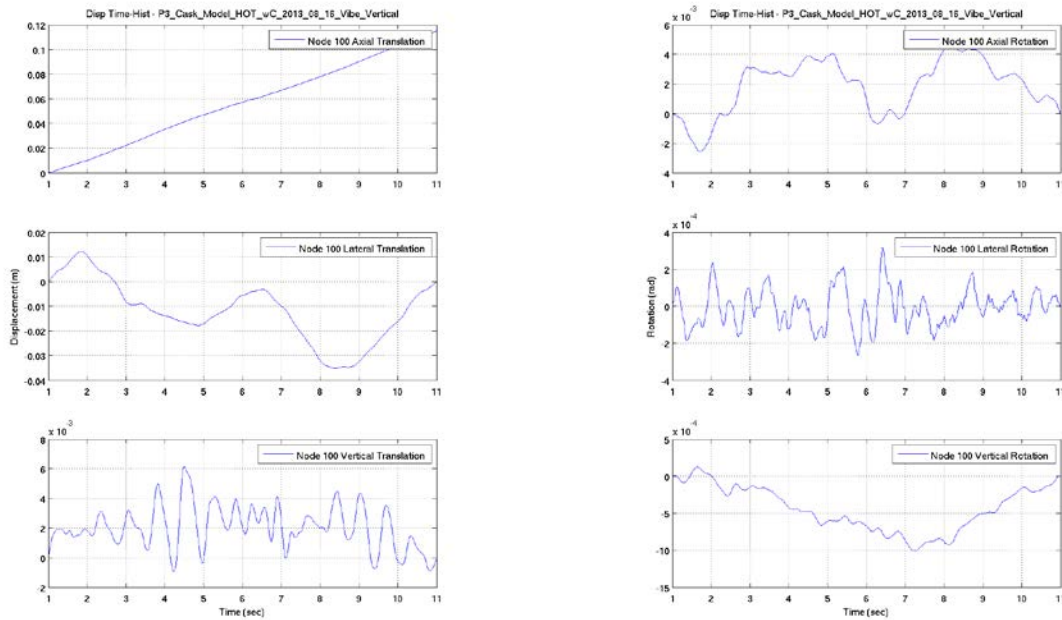 Disp Time-Hist - P3_Cask_Model_HOT_wC_2013_08_15_Vibe_Vertical
0.12
0.1
0.08
0.06
0.04
0.02
0
Node 100 Axial Translation
1 2 3 4 5 6 7 8 9 10 11
0.02
0.01
0
-0.01
-0.02
-0.03
-0.04
Displacement (m)
Node 100 Lateral Translation
1 2 3 4 5 6 7 8 9 10 11
x 10⁻³
8
6
4
2
0
-2
Node 100 Vertical Translation
1 2 3 4 5 6 7 8 9 10 11
Time (sec)
Disp Time-Hist - P3_Cask_Model_HOT_wC_2013_08_15_Vibe_Vertical
x 10⁻³
6
4
2
0
-2
-4
Node 100 Axial Rotation
1 2 3 4 5 6 7 8 9 10 11
x 10⁻⁴
4
2
0
-2
-4
Rotation (rad)
Node 100 Lateral Rotation
1 2 3 4 5 6 7 8 9 10 11
x 10⁻⁴
5
0
-5
-10
-15
Node 100 Vertical Rotation
1 2 3 4 5 6 7 8 9 10 11
Time (sec)